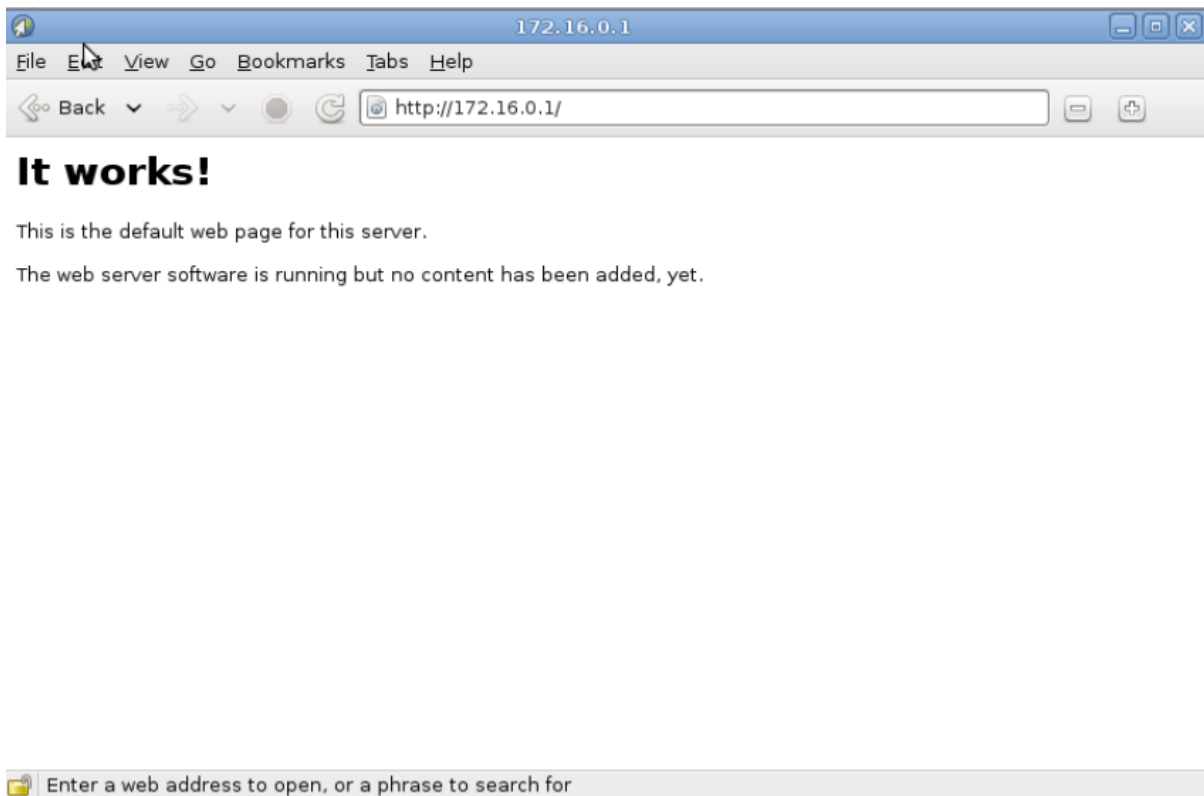 172.16.0.1
File Edit View Go Bookmarks Tabs Help
Back http://172.16.0.1/
It works!
This is the default web page for this server.
The web server software is running but no content has been added, yet.
Enter a web address to open, or a phrase to search for